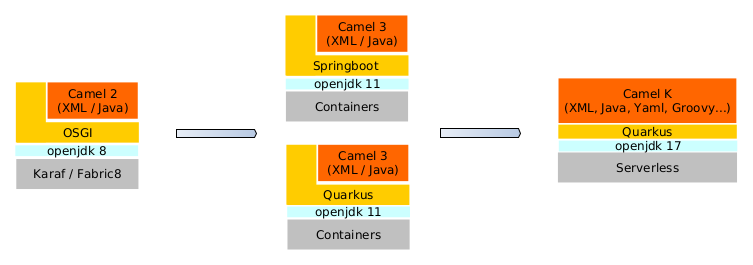 Camel 2
(XML / Java)
OSGI
openjdk 8
Karaf / Fabric8
Camel 3
(XML / Java)
Springboot
openjdk 11
Containers
Camel 3
(XML / Java)
Quarkus
openjdk 11
Containers
Camel K
(XML, Java, Yaml, Groovy...)
Quarkus
openjdk 17
Serverless